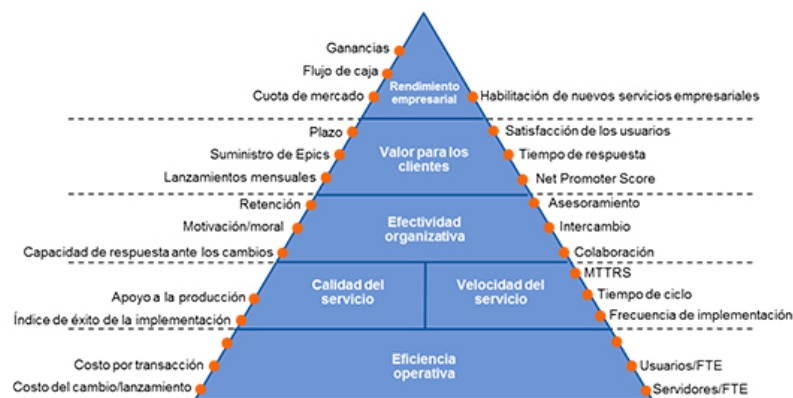 Ganancias
Flujo de caja
Cuota de mercado
Rendimiento
empresarial
Habilitación de nuevos servicios empresariales
Plazo
Suministro de Epics
Lanzamientos mensuales
Valor para los
clientes
Satisfacción de los usuarios
Tiempo de respuesta
Net Promoter Score
Retención
Motivación/moral
Capacidad de respuesta ante los cambios
Efectividad
organizativa
Asesoramiento
Intercambio
Colaboración
Apoyo a la producción
Índice de éxito de la implementación
Calidad del
servicio
Velocidad del
servicio
MTTRS
Tiempo de ciclo
Frecuencia de implementación
Costo por transacción
Costo del cambio/lanzamiento
Eficiencia
operativa
Usuarios/FTE
Servidores/FTE